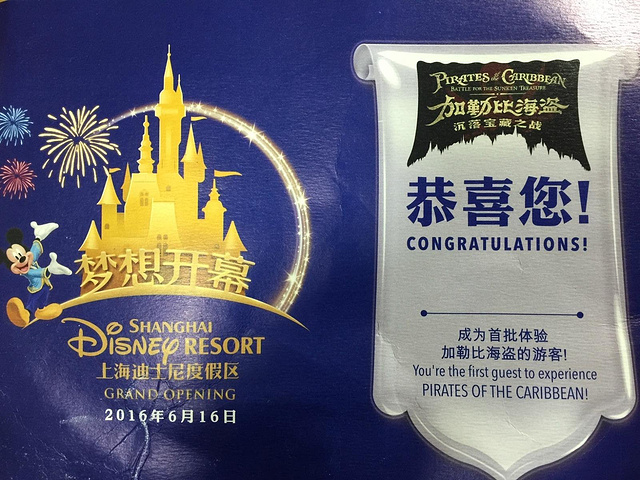 梦想开幕
SHANGHAI
Disney RESORT
上海迪士尼度假区
GRAND OPENING
2016年6月16日
PIRATES of the CARIBBEAN
BATTLE FOR THE SUNKEN TREASURE
加勒比海盗
沉落宝藏之战
恭喜您!
CONGRATULATIONS!
成为首批体验
加勒比海盗的游客!
You're the first guest to experience
PIRATES OF THE CARIBBEAN!